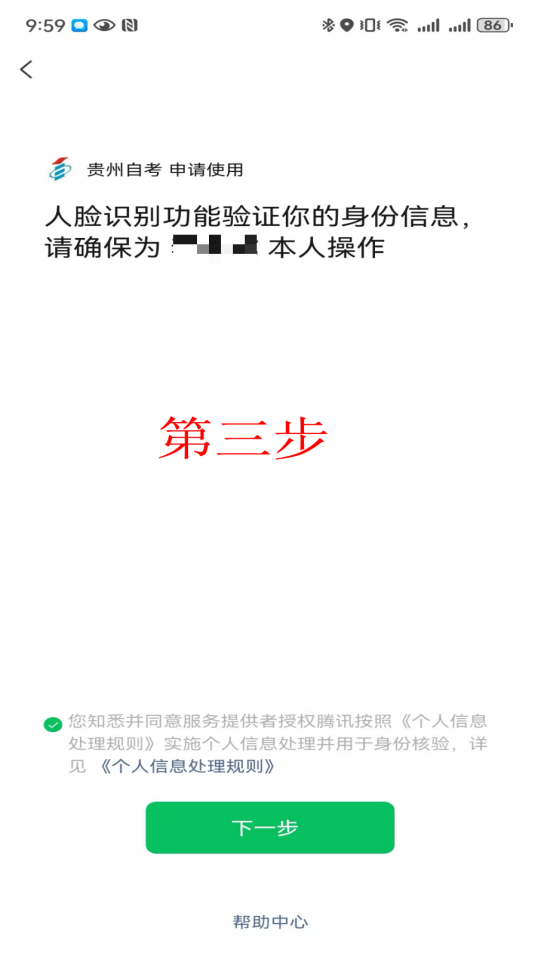 9:59
86
贵州自考 申请使用
人脸识别功能验证你的身份信息，
请确保为 本人操作
第三步
您知悉并同意服务提供者授权腾讯按照《个人信息
处理规则》实施个人信息处理并用于身份核验，详
见 《个人信息处理规则》
下一步
帮助中心